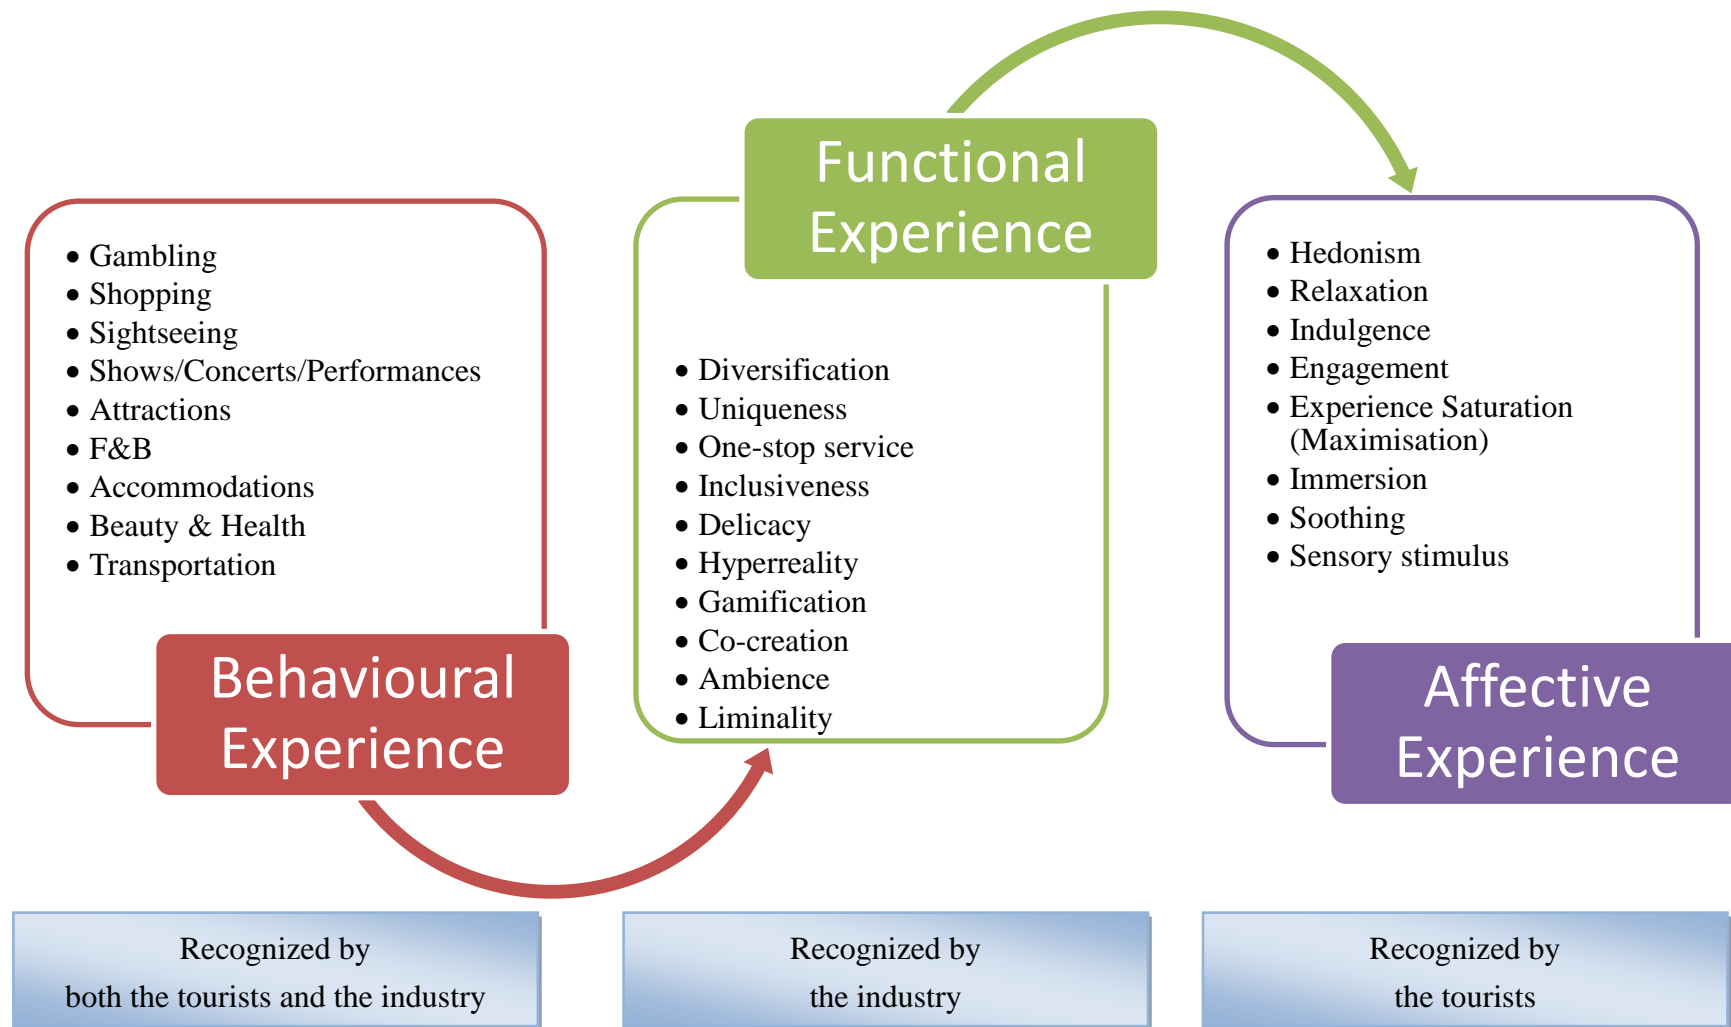 • Gambling
• Shopping
• Sightseeing
• Shows/Concerts/Performances
• Attractions
• F&B
• Accommodations
• Beauty & Health
• Transportation
Behavioural
Experience
Functional
Experience
• Diversification
• Uniqueness
• One-stop service
• Inclusiveness
• Delicacy
• Hyperreality
• Gamification
• Co-creation
• Ambience
• Liminality
• Hedonism
• Relaxation
• Indulgence
• Engagement
• Experience Saturation
(Maximisation)
• Immersion
• Soothing
• Sensory stimulus
Affective
Experience
Recognized by
both the tourists and the industry
Recognized by
the industry
Recognized by
the tourists